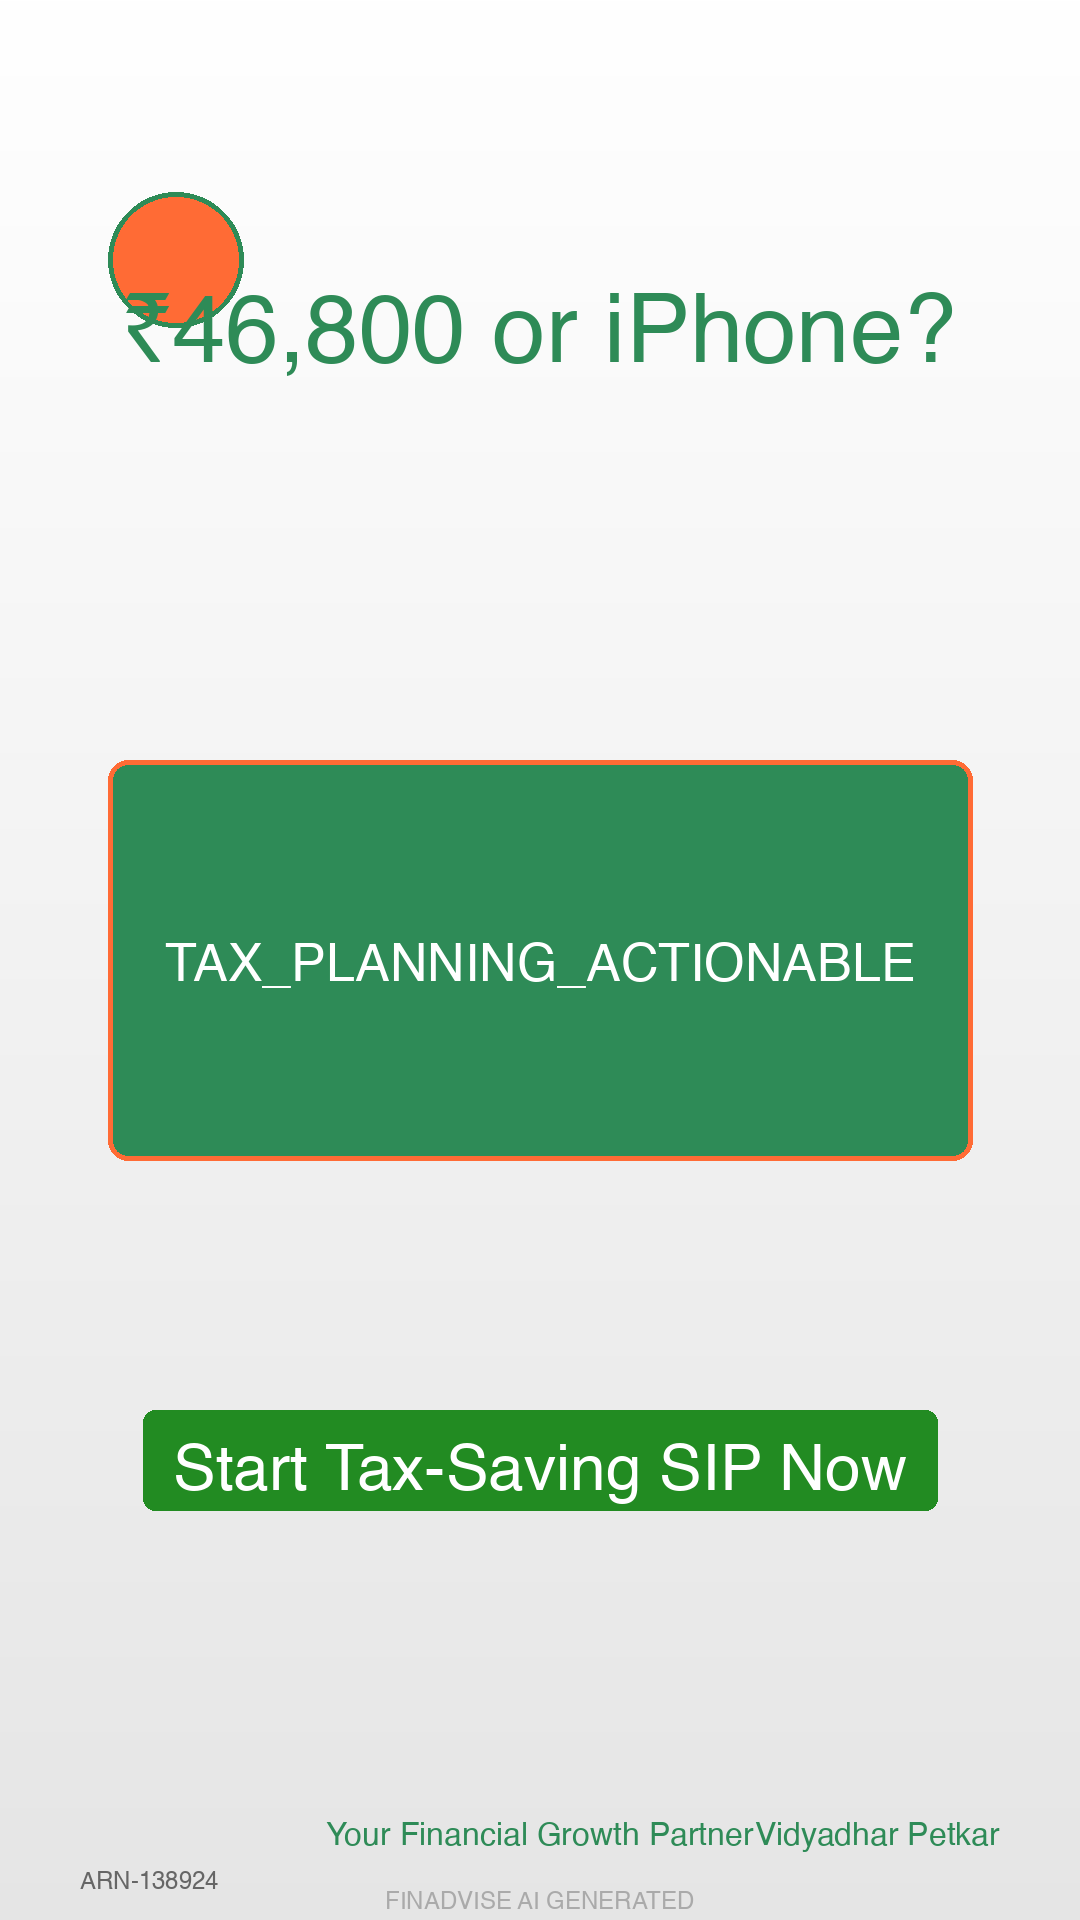 ₹46,800 or iPhone?
TAX_PLANNING_ACTIONABLE
Start Tax-Saving SIP Now
Your Financial Growth PartnerVidyadhar Petkar
ARN-138924
FINADVISE AI GENERATED